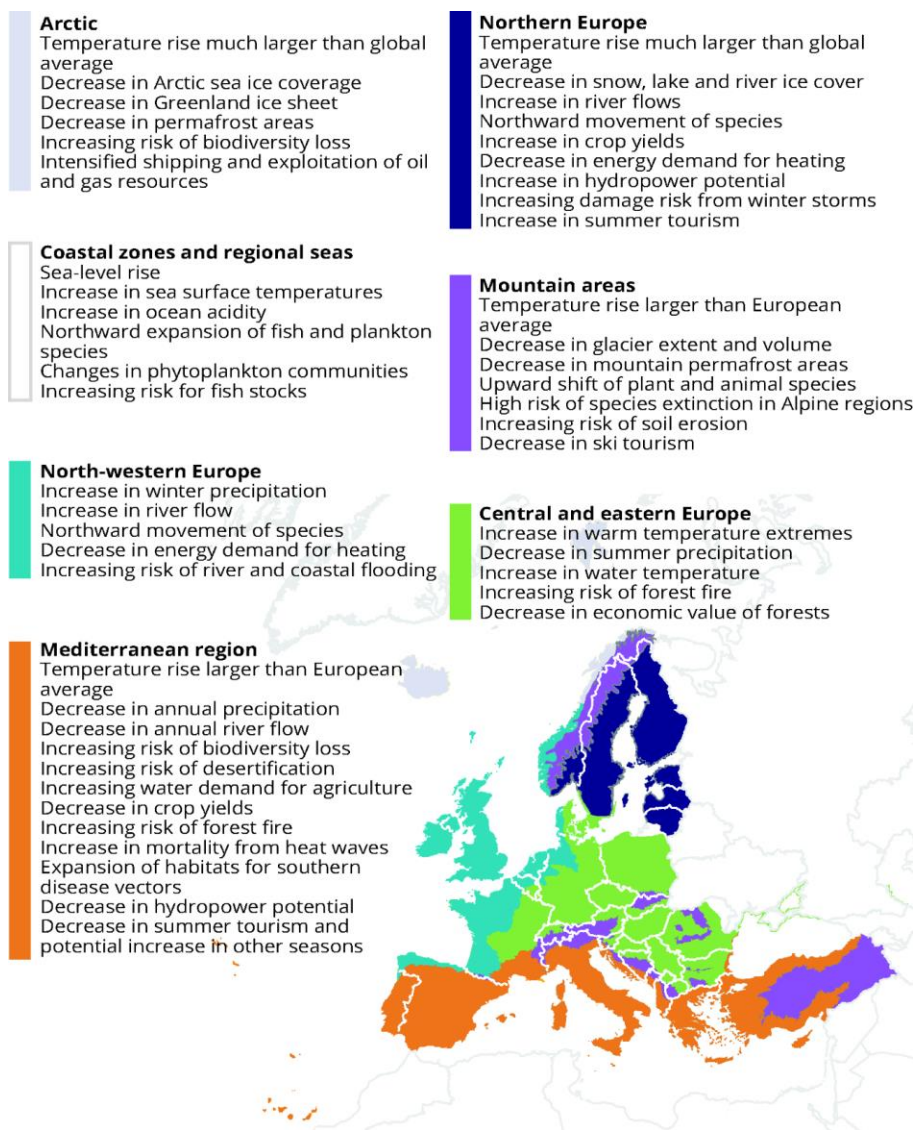 Arctic
Temperature rise much larger than global
average
Decrease in Arctic sea ice coverage
Decrease in Greenland ice sheet
Decrease in permafrost areas
Increasing risk of biodiversity loss
Intensified shipping and exploitation of oil
and gas resources
Coastal zones and regional seas
Sea-level rise
Increase in sea surface temperatures
Increase in ocean acidity
Northward expansion of fish and plankton
species
Changes in phytoplankton communities
Increasing risk for fish stocks
North-western Europe
Increase in winter precipitation
Increase in river flow
Northward movement of species
Decrease in energy demand for heating
Increasing risk of river and coastal flooding
Mediterranean region
Temperature rise larger than European
average
Decrease in annual precipitation
Decrease in annual river flow
Increasing risk of biodiversity loss
Increasing risk of desertification
Increasing water demand for agriculture
Decrease in crop yields
Increasing risk of forest fire
Increase in mortality from heat waves
Expansion of habitats for southern
disease vectors
Decrease in hydropower potential
Decrease in summer tourism and
potential increase in other seasons
Northern Europe
Temperature rise much larger than global
average
Decrease in snow, lake and river ice cover
Increase in river flows
Northward movement of species
Increase in crop yields
Decrease in energy demand for heating
Increase in hydropower potential
Increasing damage risk from winter storms
Increase in summer tourism
Mountain areas
Temperature rise larger than European
average
Decrease in glacier extent and volume
Decrease in mountain permafrost areas
Upward shift of plant and animal species
High risk of species extinction in Alpine regions
Increasing risk of soil erosion
Decrease in ski tourism
Central and eastern Europe
Increase in warm temperature extremes
Decrease in summer precipitation
Increase in water temperature
Increasing risk of forest fire
Decrease in economic value of forests